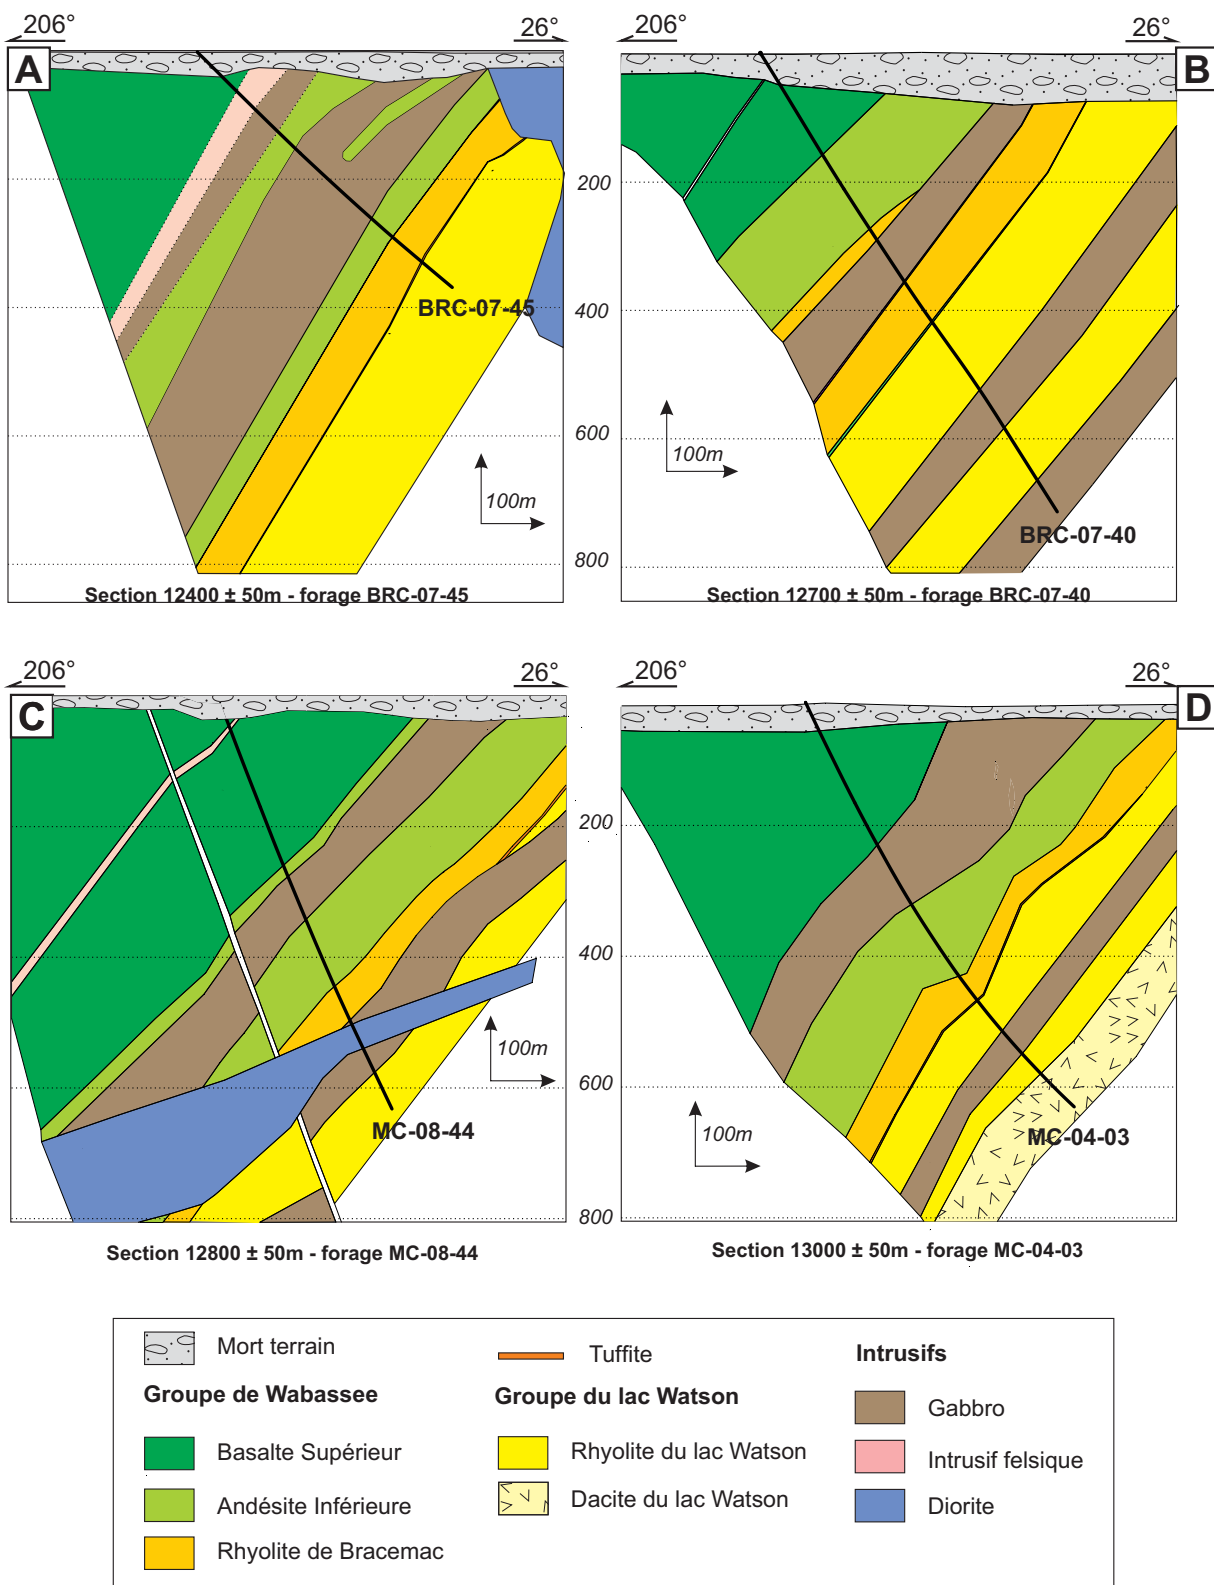 206°
26°
A
BRC-07-45
100m
Section 12400 ± 50m - forage BRC-07-45
206°
26°
B
200
400
600
800
100m
BRC-07-40
Section 12700 ± 50m - forage BRC-07-40
206°
26°
C
100m
MC-08-44
Section 12800 ± 50m - forage MC-08-44
206°
26°
D
200
400
600
800
100m
MC-04-03
Section 13000 ± 50m - forage MC-04-03
Mort terrain
Groupe de Wabassee
Basalte Supérieur
Andésite Inférieure
Rhyolite de Bracemac
Tuffite
Groupe du lac Watson
Rhyolite du lac Watson
Dacite du lac Watson
Intrusifs
Gabbro
Intrusif felsique
Diorite